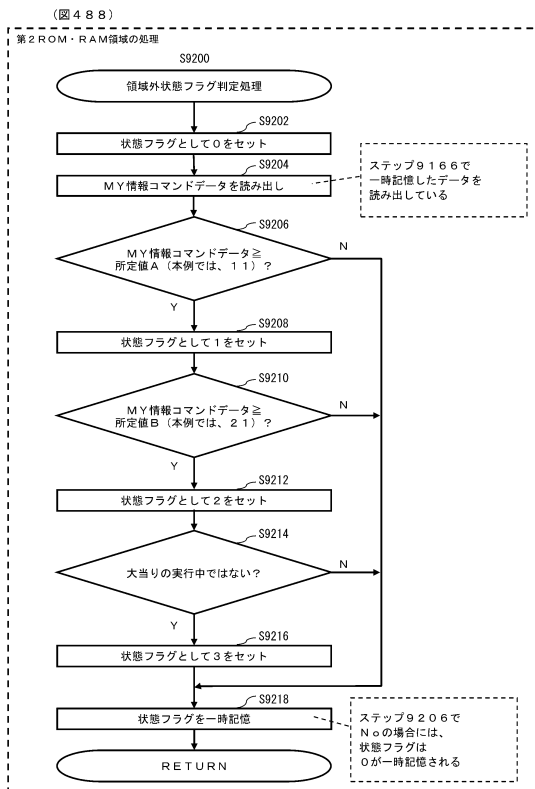 （図４８８）
第２ＲＯＭ・ＲＡＭ領域の処理
S9200
領域外状態フラグ判定処理
S9202
状態フラグとして０をセット
S9204
ＭＹ情報コマンドデータを読み出し
ステップ９１６６で
一時記憶したデータを
読み出している
S9206
ＭＹ情報コマンドデータ≧
所定値Ａ（本例では、１１）？
N
Y
S9208
状態フラグとして１をセット
S9210
ＭＹ情報コマンドデータ≧
所定値Ｂ（本例では、２１）？
N
Y
S9212
状態フラグとして２をセット
S9214
大当りの実行中ではない？
N
Y
S9216
状態フラグとして３をセット
S9218
状態フラグを一時記憶
ステップ９２０６で
Ｎｏの場合には、
状態フラグは
０が一時記憶される
ＲＥＴＵＲＮ